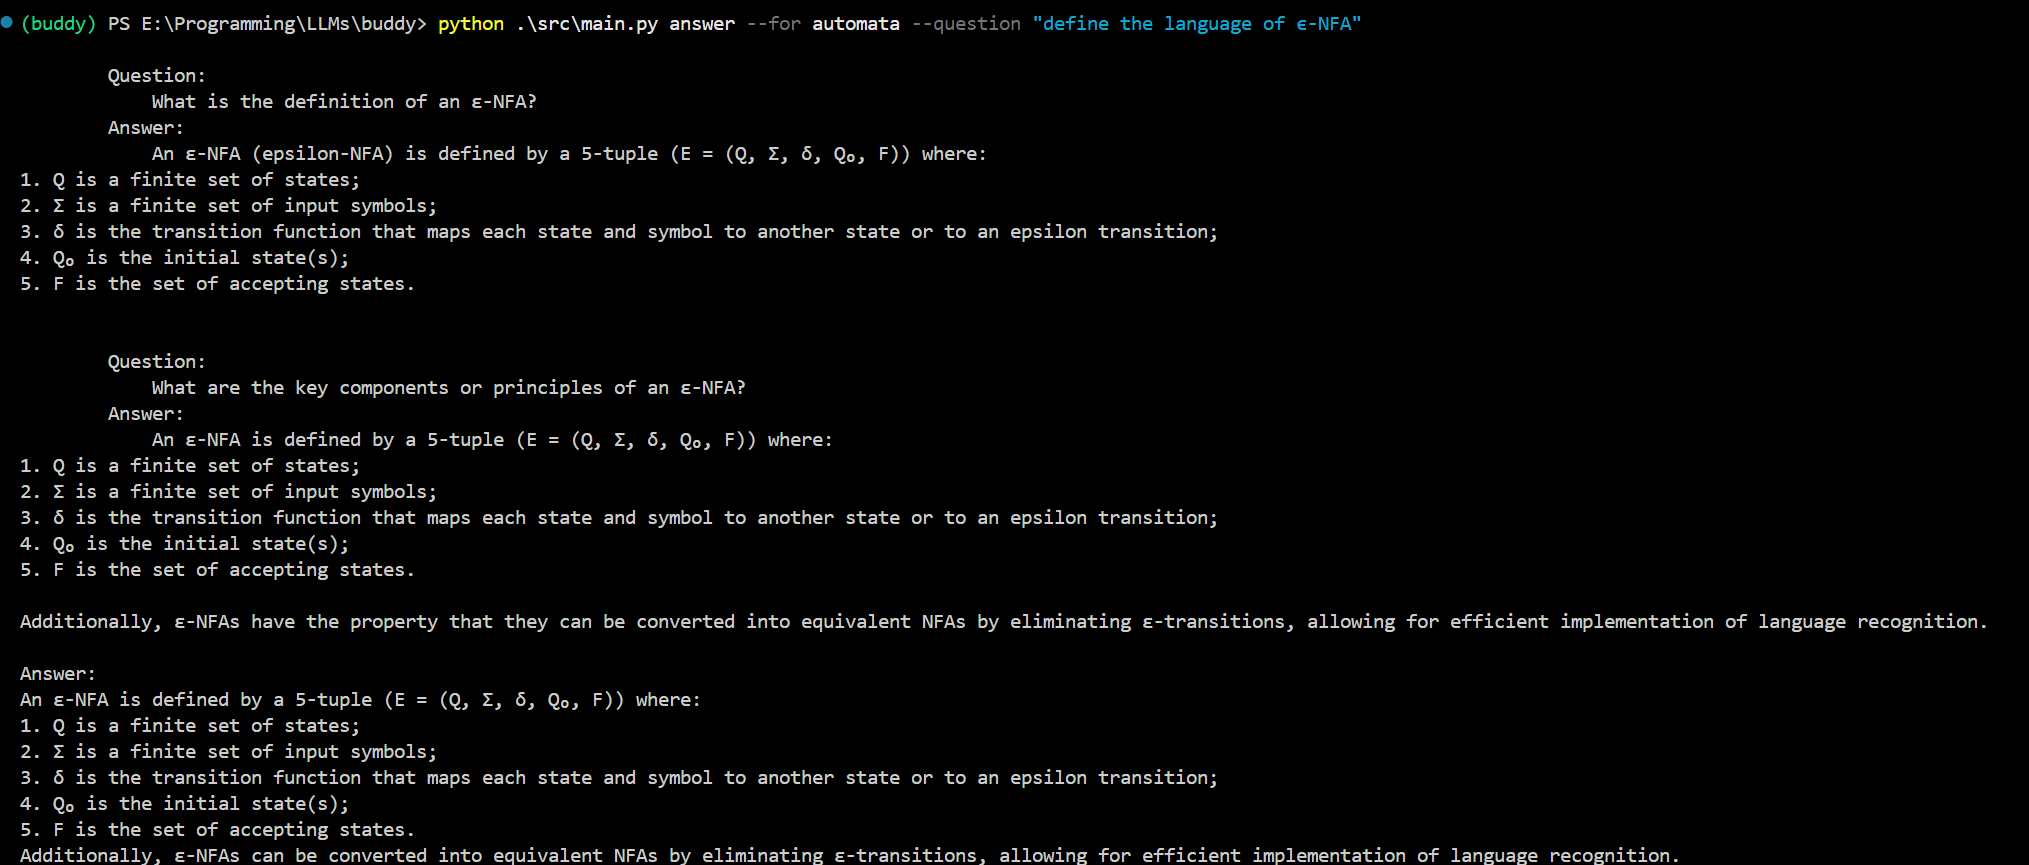 (buddy) PS E:\Programming\LLMs\buddy> python .\src\main.py answer --for automata --question "define the language of ϵ-NFA"
Question:
What is the definition of an ε-NFA?
Answer:
An ε-NFA (epsilon-NFA) is defined by a 5-tuple (E = (Q, Σ, δ, Q₀, F)) where:
1. Q is a finite set of states;
2. Σ is a finite set of input symbols;
3. δ is the transition function that maps each state and symbol to another state or to an epsilon transition;
4. Q₀ is the initial state(s);
5. F is the set of accepting states.
Question:
What are the key components or principles of an ε-NFA?
Answer:
An ε-NFA is defined by a 5-tuple (E = (Q, Σ, δ, Q₀, F)) where:
1. Q is a finite set of states;
2. Σ is a finite set of input symbols;
3. δ is the transition function that maps each state and symbol to another state or to an epsilon transition;
4. Q₀ is the initial state(s);
5. F is the set of accepting states.
Additionally, ε-NFAs have the property that they can be converted into equivalent NFAs by eliminating ε-transitions, allowing for efficient implementation of language recognition.
Answer:
An ε-NFA is defined by a 5-tuple (E = (Q, Σ, δ, Q₀, F)) where:
1. Q is a finite set of states;
2. Σ is a finite set of input symbols;
3. δ is the transition function that maps each state and symbol to another state or to an epsilon transition;
4. Q₀ is the initial state(s);
5. F is the set of accepting states.
Additionally, ε-NFAs can be converted into equivalent NFAs by eliminating ε-transitions, allowing for efficient implementation of language recognition.